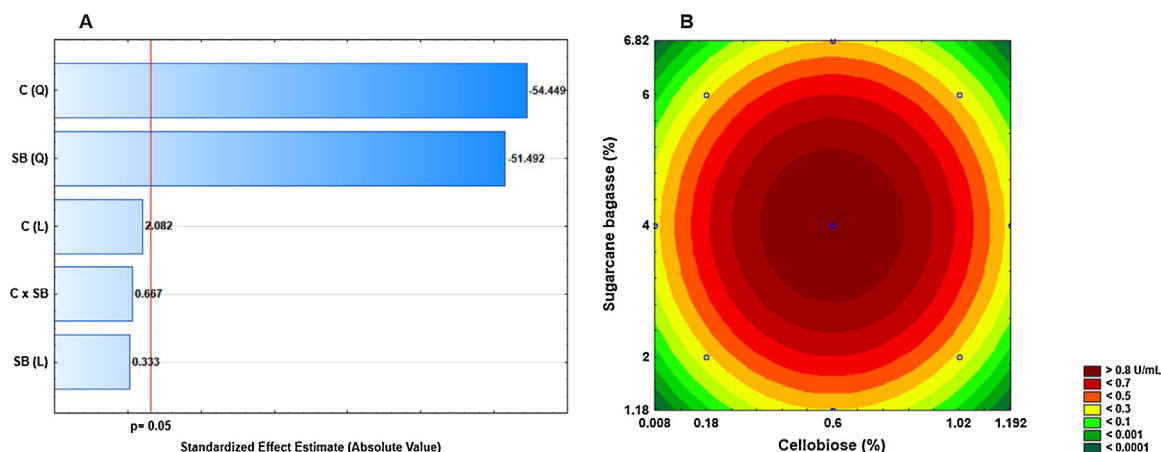 A
C (Q)
-54.449
SB (Q)
-51.492
C (L)
2.082
C x SB
0.667
SB (L)
0.333
p= 0.05
Standardized Effect Estimate (Absolute Value)
B
Sugarcane bagasse (%)
6.82
6
4
2
1.18
0.008 0.18 0.6 1.02 1.192
Cellobiose (%)
> 0.8 U/mL
< 0.7
< 0.5
< 0.3
< 0.1
< 0.001
< 0.0001